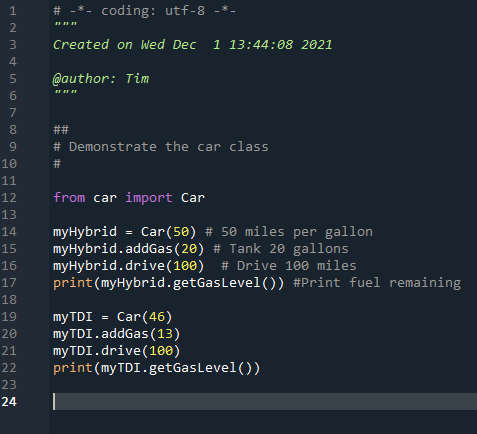 1 # -*- coding: utf-8 -*-
2 """
3 Created on Wed Dec  1 13:44:08 2021
4
5 @author: Tim
6 """
7
8 ##
9 # Demonstrate the car class
10 #
11
12 from car import Car
13
14 myHybrid = Car(50) # 50 miles per gallon
15 myHybrid.addGas(20) # Tank 20 gallons
16 myHybrid.drive(100)  # Drive 100 miles
17 print(myHybrid.getGasLevel()) #Print fuel remaining
18
19 myTDI = Car(46)
20 myTDI.addGas(13)
21 myTDI.drive(100)
22 print(myTDI.getGasLevel())
23
24